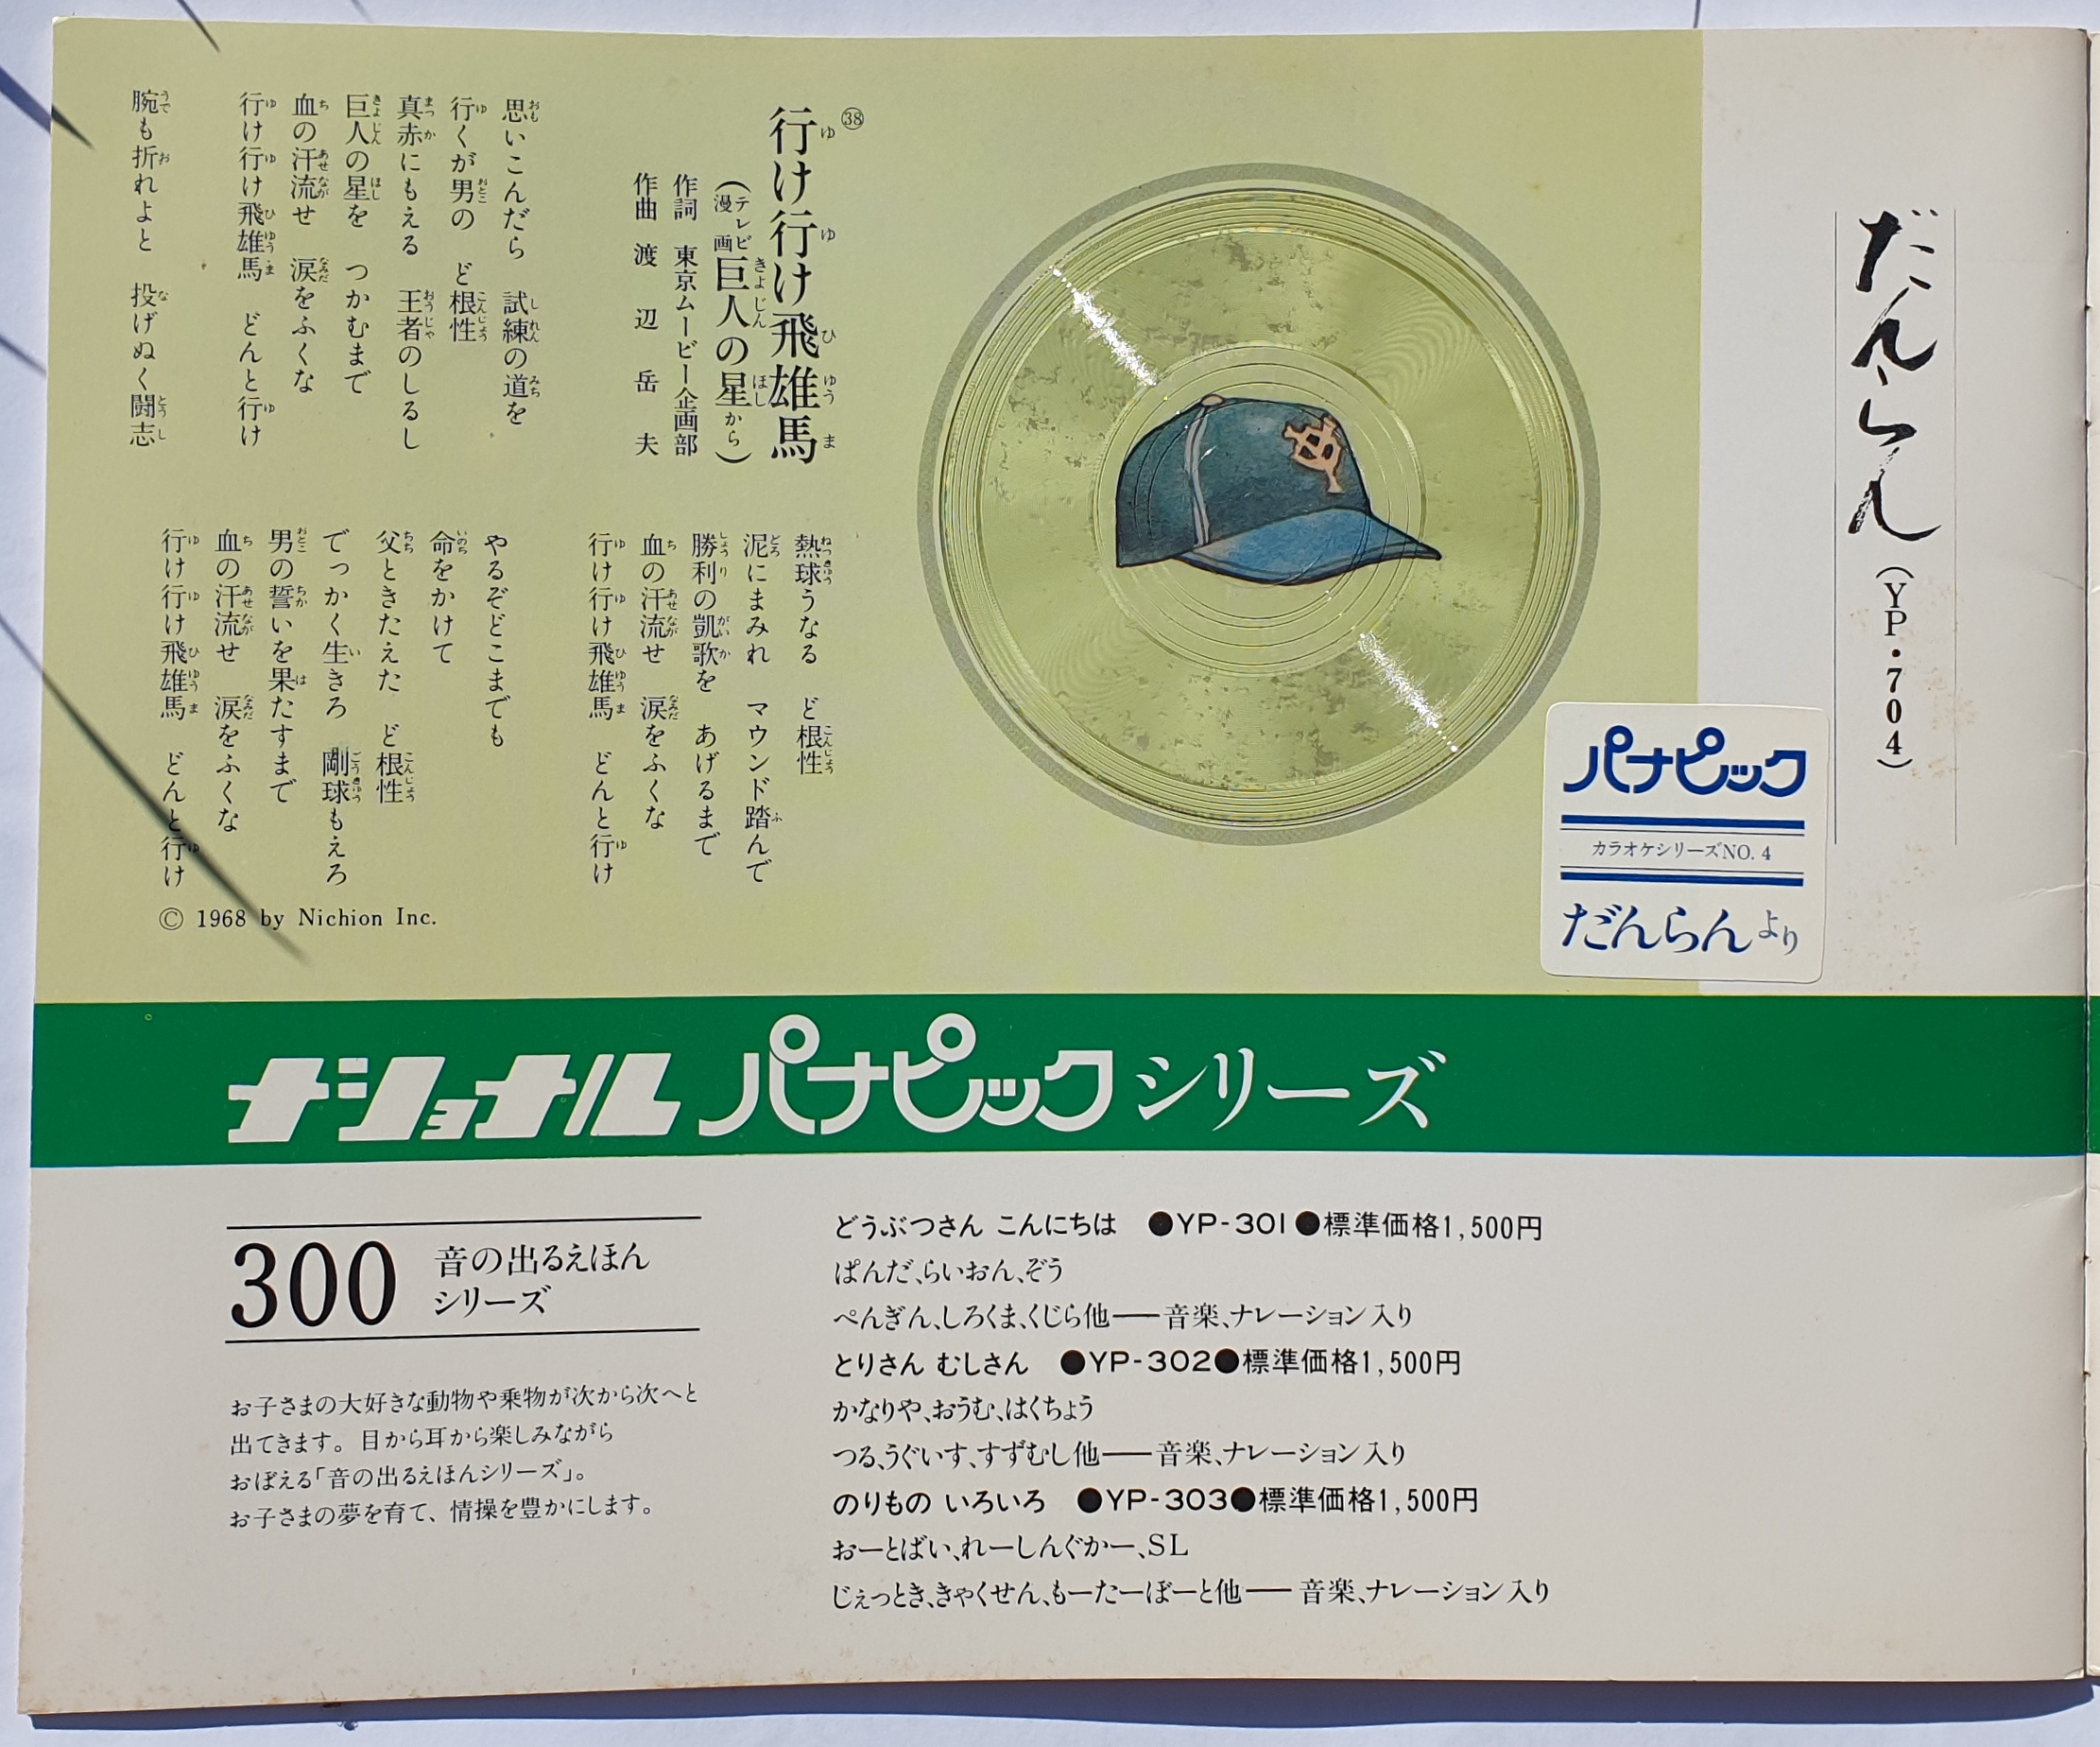 だんらん(YP・704)
㊳
行け行け飛雄馬
(テレビ漫画巨人の星から)
作詞 東京ムービー企画部
作曲 渡辺岳夫
思いこんだら 試練の道を
行くが男の ど根性
真赤にもえる 王者のしるし
巨人の星を つかむまで
血の汗流せ 涙をふくな
行け行け飛雄馬 どんと行け
腕も折れよと 投げぬく闘志
熱球うなる ど根性
泥にまみれ マウンド踏んで
勝利の凱歌を あげるまで
血の汗流せ 涙をふくな
行け行け飛雄馬 どんと行け
やるぞどこまでも
命をかけて
父ときたえた ど根性
でっかく生きろ 剛球もえろ
男の誓いを果たすまで
血の汗流せ 涙をふくな
行け行け飛雄馬 どんと行け
© 1968 by Nichion Inc.
パナピック
カラオケシリーズNO. 4
だんらんより
ナショナル パナピックシリーズ
300 音の出るえほん
シリーズ
お子さまの大好きな動物や乗物が次から次へと
出てきます。目から耳から楽しみながら
おぼえる「音の出るえほんシリーズ」。
お子さまの夢を育て、情操を豊かにします。
どうぶつさん こんにちは ●YP-301●標準価格1,500円
ぱんだ、らいおん、ぞう
ぺんぎん、しろくま、くじら他――音楽、ナレーション入り
とりさん むしさん ●YP-302●標準価格1,500円
かなりや、おうむ、はくちょう
つる、うぐいす、すずむし他――音楽、ナレーション入り
のりもの いろいろ ●YP-303●標準価格1,500円
おーとばい、れーしんぐかー、SL
じぇっとき、きゃくせん、もーたーぼーと他――音楽、ナレーション入り